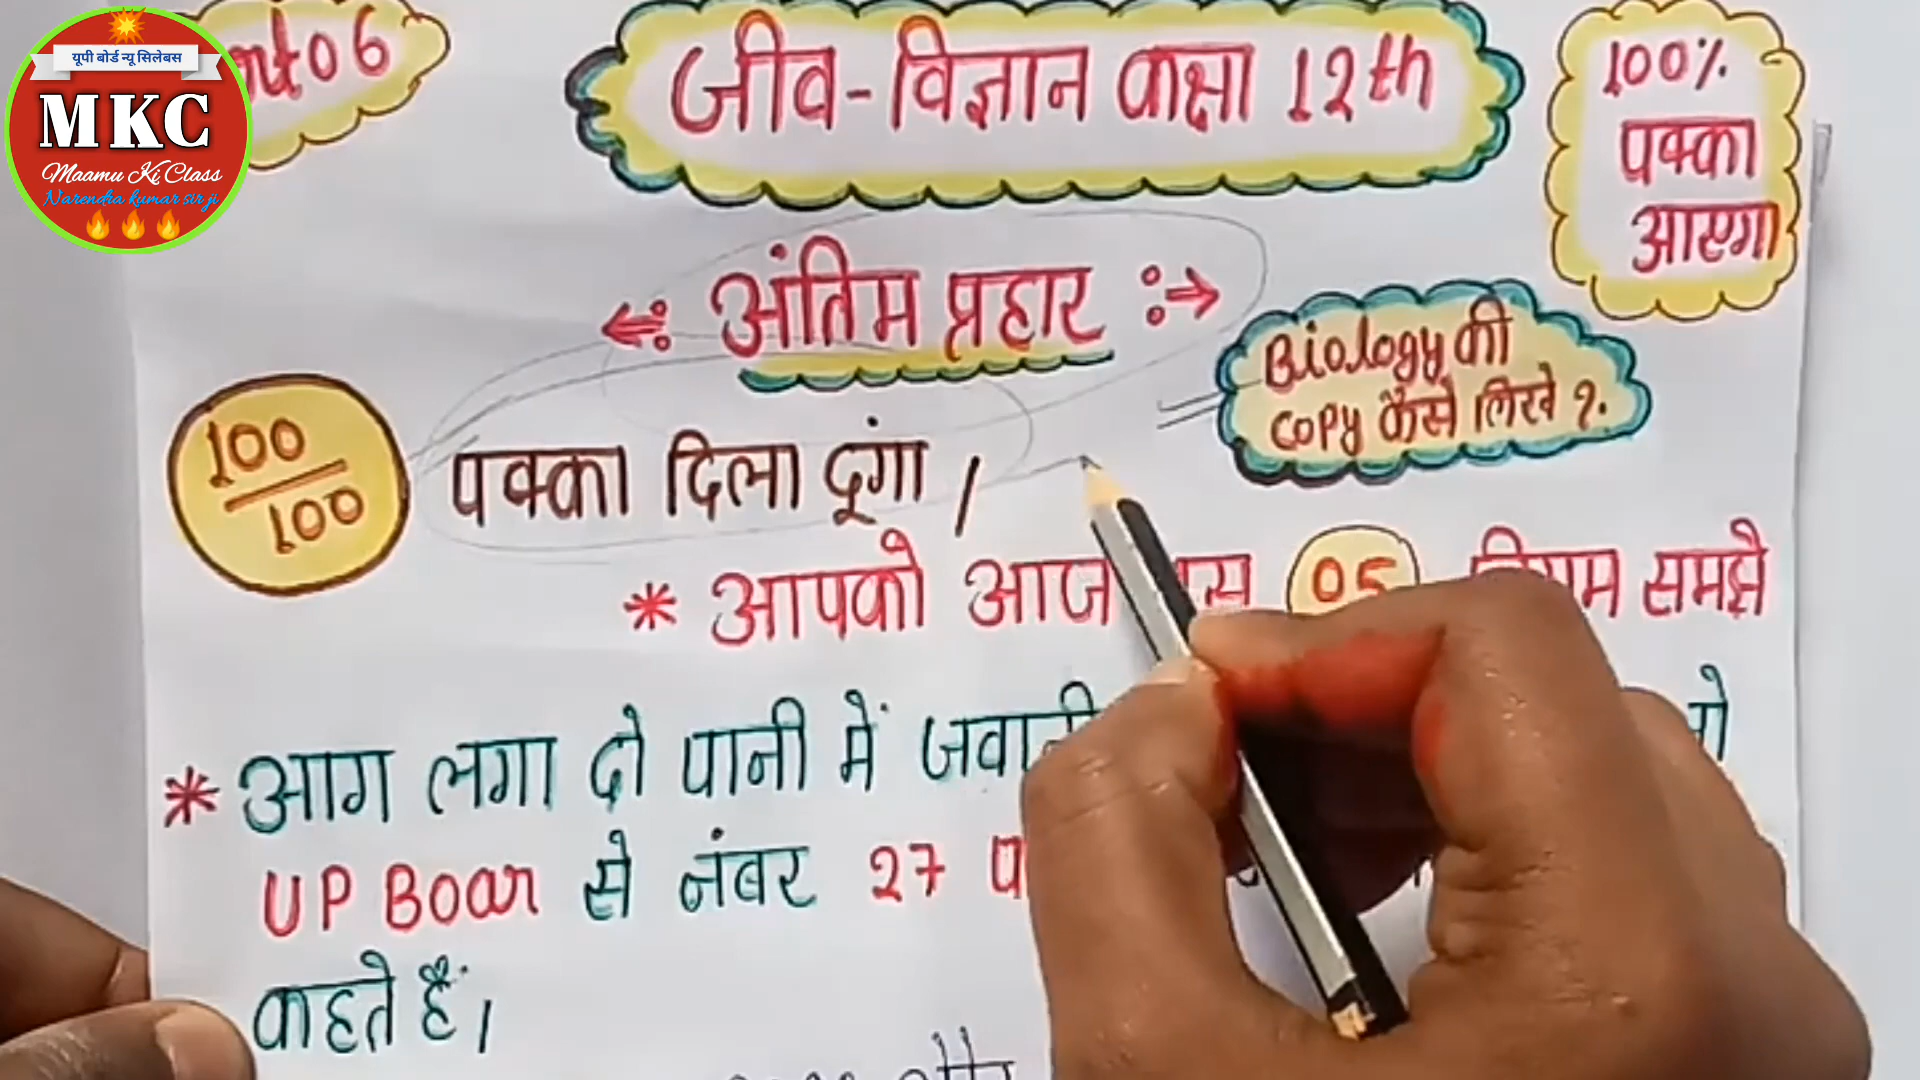 यूपी बोर्ड न्यू सिलेबस
MKC
Maamu Ki Class
Narendra kumar sir ji
06
जीव-विज्ञान कक्षा 12th
100%
पक्का
आएगा
अंतिम प्रहार
Biology की
copy कैसे लिखे ?.
100/100 पक्का दिला दूंगा ।
* आपको आज 05 समझे
* आग लगा दो पानी में
UP Boar से नंबर 27
कहते हैं।